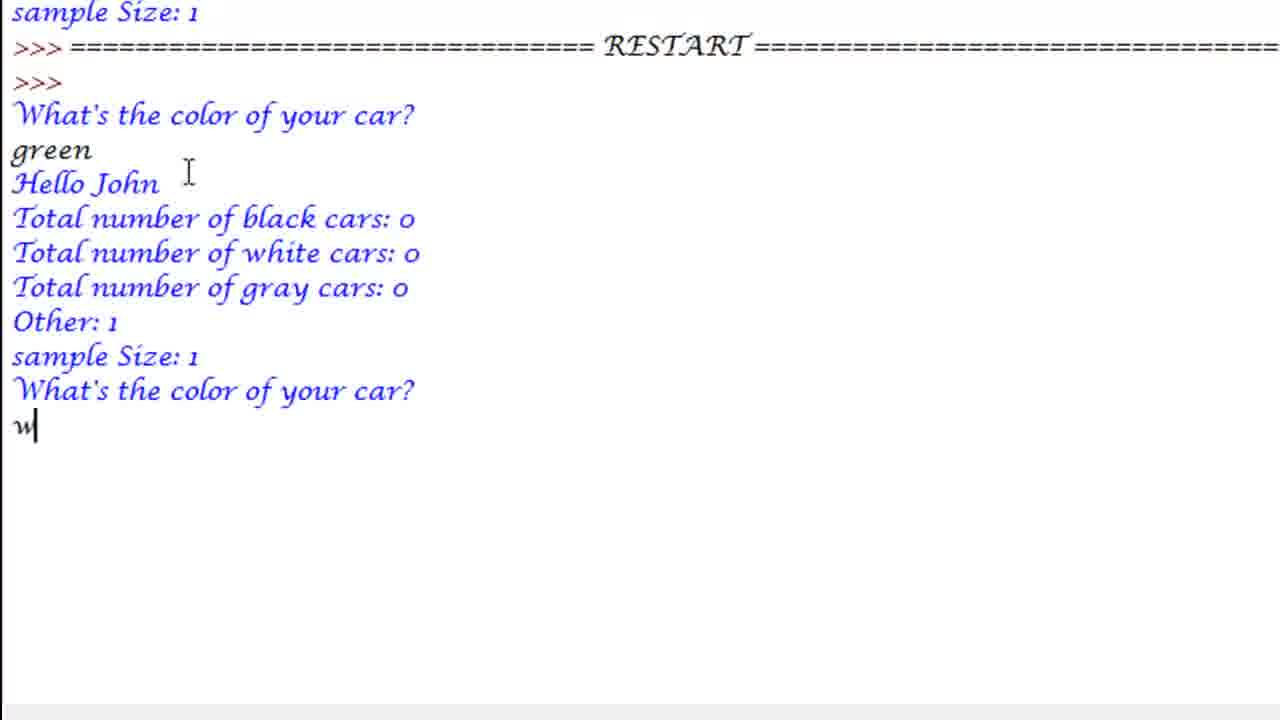 sample Size: 1
>>> ================================ RESTART ================================
>>>
What's the color of your car?
green
Hello John
Total number of black cars: 0
Total number of white cars: 0
Total number of gray cars: 0
Other: 1
sample Size: 1
What's the color of your car?
w